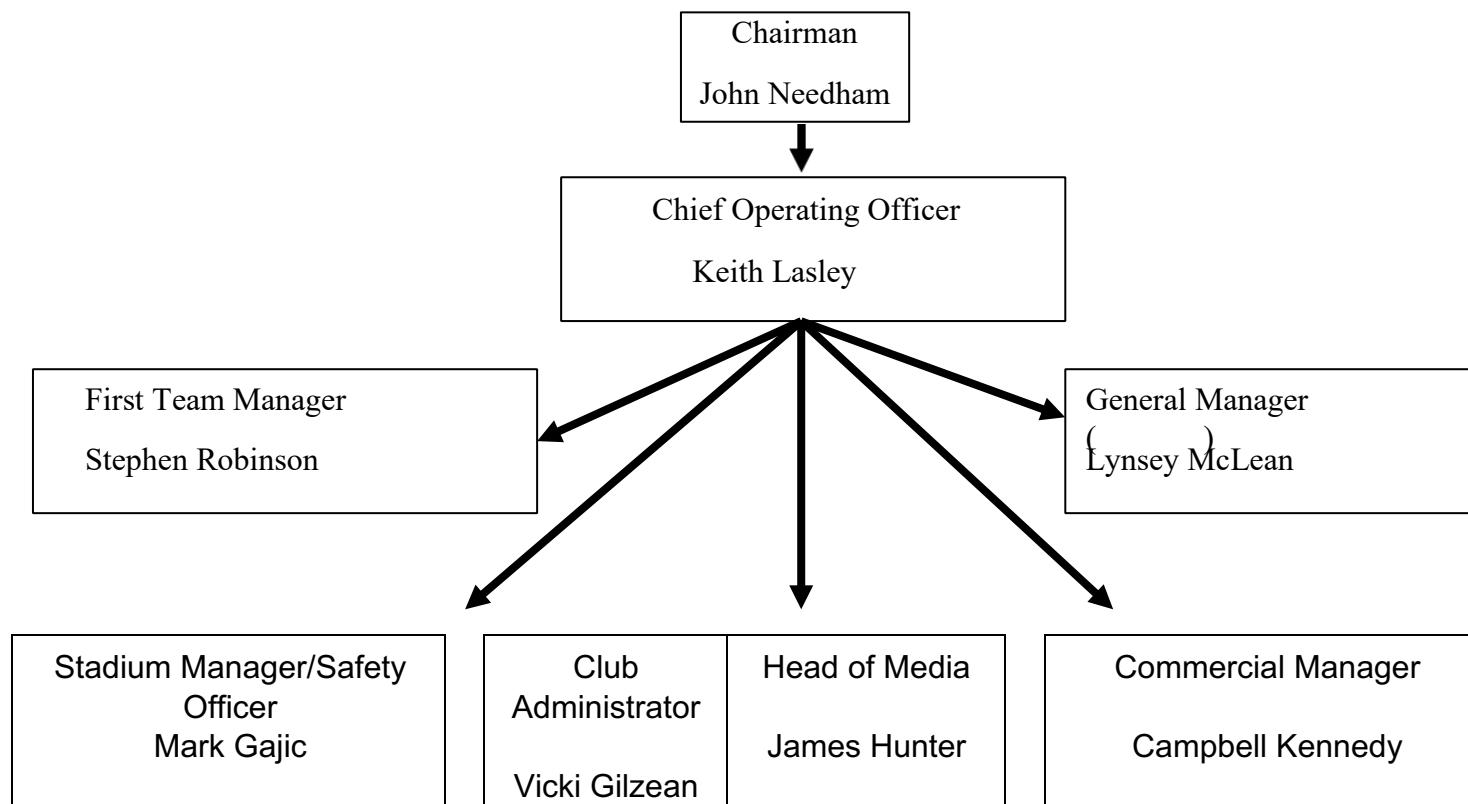 Chairman
John Needham
Chief Operating Officer
Keith Lasley
First Team Manager
Stephen Robinson
General Manager
( )
Lynsey McLean
Stadium Manager/Safety
Officer
Mark Gajic
Club
Administrator
Vicki Gilzean
Head of Media
James Hunter
Commercial Manager
Campbell Kennedy